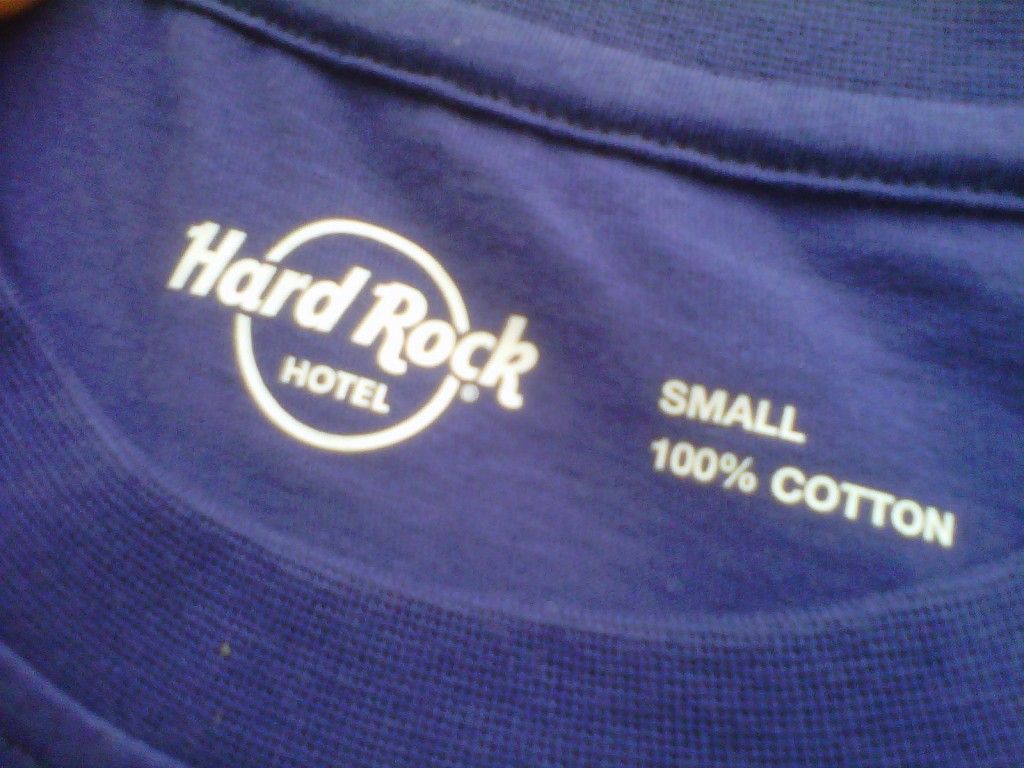 Hard Rock
HOTEL
®
SMALL
100% COTTON